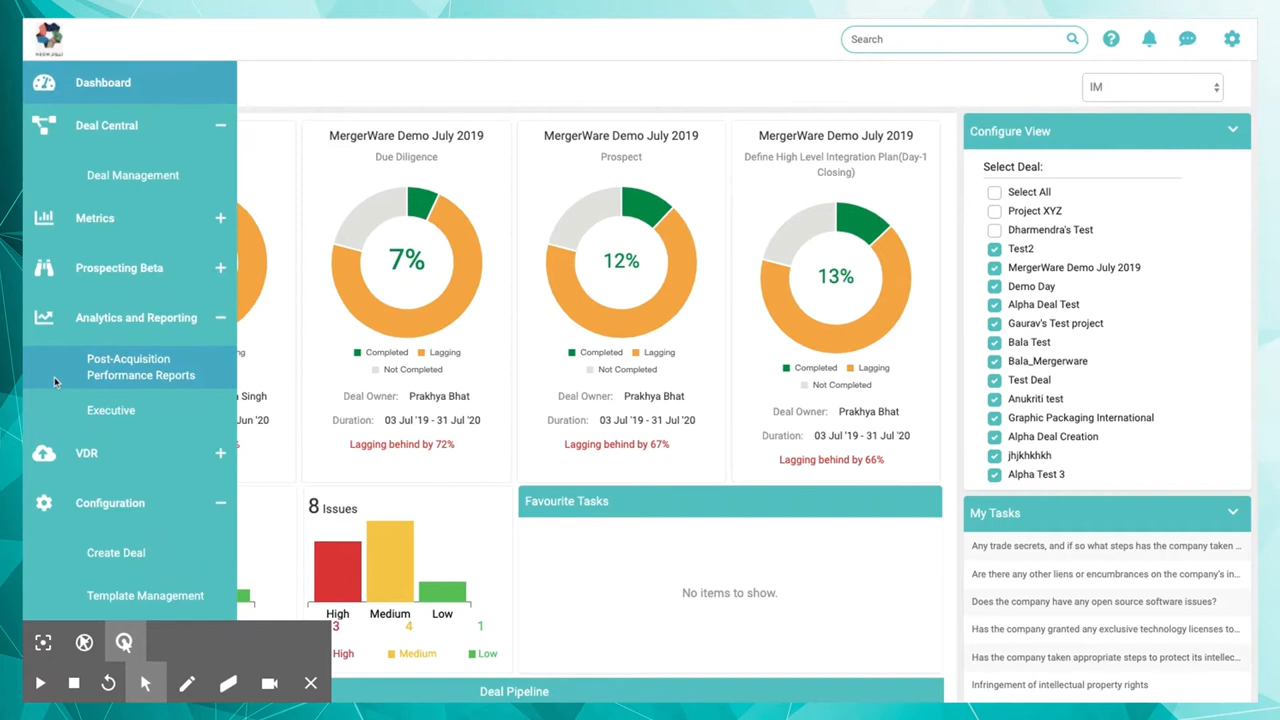 Search
IM
Dashboard
Deal Central
Deal Management
Metrics
Prospecting Beta
Analytics and Reporting
Post-Acquisition
Performance Reports
Executive
VDR
Configuration
Create Deal
Template Management
Singh
Jun '20
MergerWare Demo July 2019
Due Diligence
7%
Completed Lagging
Not Completed
Deal Owner: Prakhya Bhat
Duration: 03 Jul '19 - 31 Jul '20
Lagging behind by 72%
MergerWare Demo July 2019
Prospect
12%
Completed Lagging
Not Completed
Deal Owner: Prakhya Bhat
Duration: 03 Jul '19 - 31 Jul '20
Lagging behind by 67%
MergerWare Demo July 2019
Define High Level Integration Plan(Day-1
Closing)
13%
Completed Lagging
Not Completed
Deal Owner: Prakhya Bhat
Duration: 03 Jul '19 - 31 Jul '20
Lagging behind by 66%
8 Issues
High Medium Low
3 4 1
High Medium Low
Favourite Tasks
No items to show.
Deal Pipeline
Configure View
Select Deal:
Select All
Project XYZ
Dharmendra's Test
Test2
MergerWare Demo July 2019
Demo Day
Alpha Deal Test
Gaurav's Test project
Bala Test
Bala_Mergerware
Test Deal
Anukriti test
Graphic Packaging International
Alpha Deal Creation
jhjkhkhkh
Alpha Test 3
My Tasks
Any trade secrets, and if so what steps has the company taken ...
Are there any other liens or encumbrances on the company's in...
Does the company have any open source software issues?
Has the company granted any exclusive technology licenses to...
Has the company taken appropriate steps to protect its intellec...
Infringement of intellectual property rights